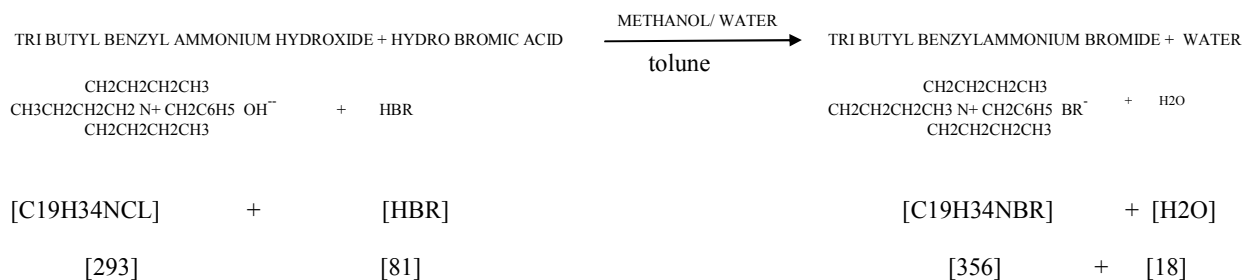 METHANOL/ WATER
TRI BUTYL BENZYL AMMONIUM HYDROXIDE + HYDRO BROMIC ACID TRI BUTYL BENZYLAMMONIUM BROMIDE + WATER
tolune
CH2CH2CH2CH3 CH2CH2CH2CH3
CH3CH2CH2CH2 N+ CH2C6H5 OH-- + HBR CH2CH2CH2CH3 N+ CH2C6H5 BR- + H2O
CH2CH2CH2CH3 CH2CH2CH2CH3
[C19H34NCL] + [HBR] [C19H34NBR] + [H2O]
[293] [81] [356] + [18]